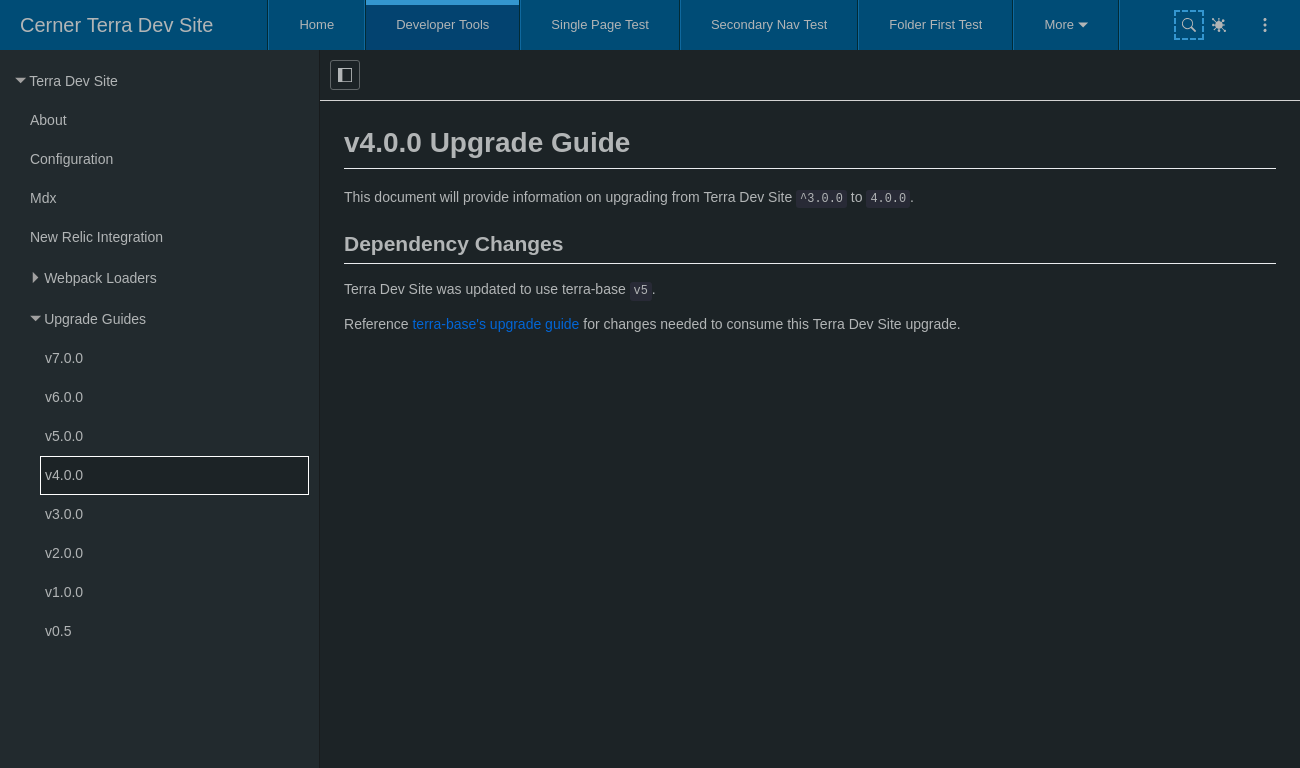 Cerner Terra Dev Site
Home
Developer Tools
Single Page Test
Secondary Nav Test
Folder First Test
More
Terra Dev Site
About
Configuration
Mdx
New Relic Integration
Webpack Loaders
Upgrade Guides
v7.0.0
v6.0.0
v5.0.0
v4.0.0
v3.0.0
v2.0.0
v1.0.0
v0.5
v4.0.0 Upgrade Guide
This document will provide information on upgrading from Terra Dev Site ^3.0.0 to 4.0.0.
Dependency Changes
Terra Dev Site was updated to use terra-base v5.
Reference terra-base's upgrade guide for changes needed to consume this Terra Dev Site upgrade.